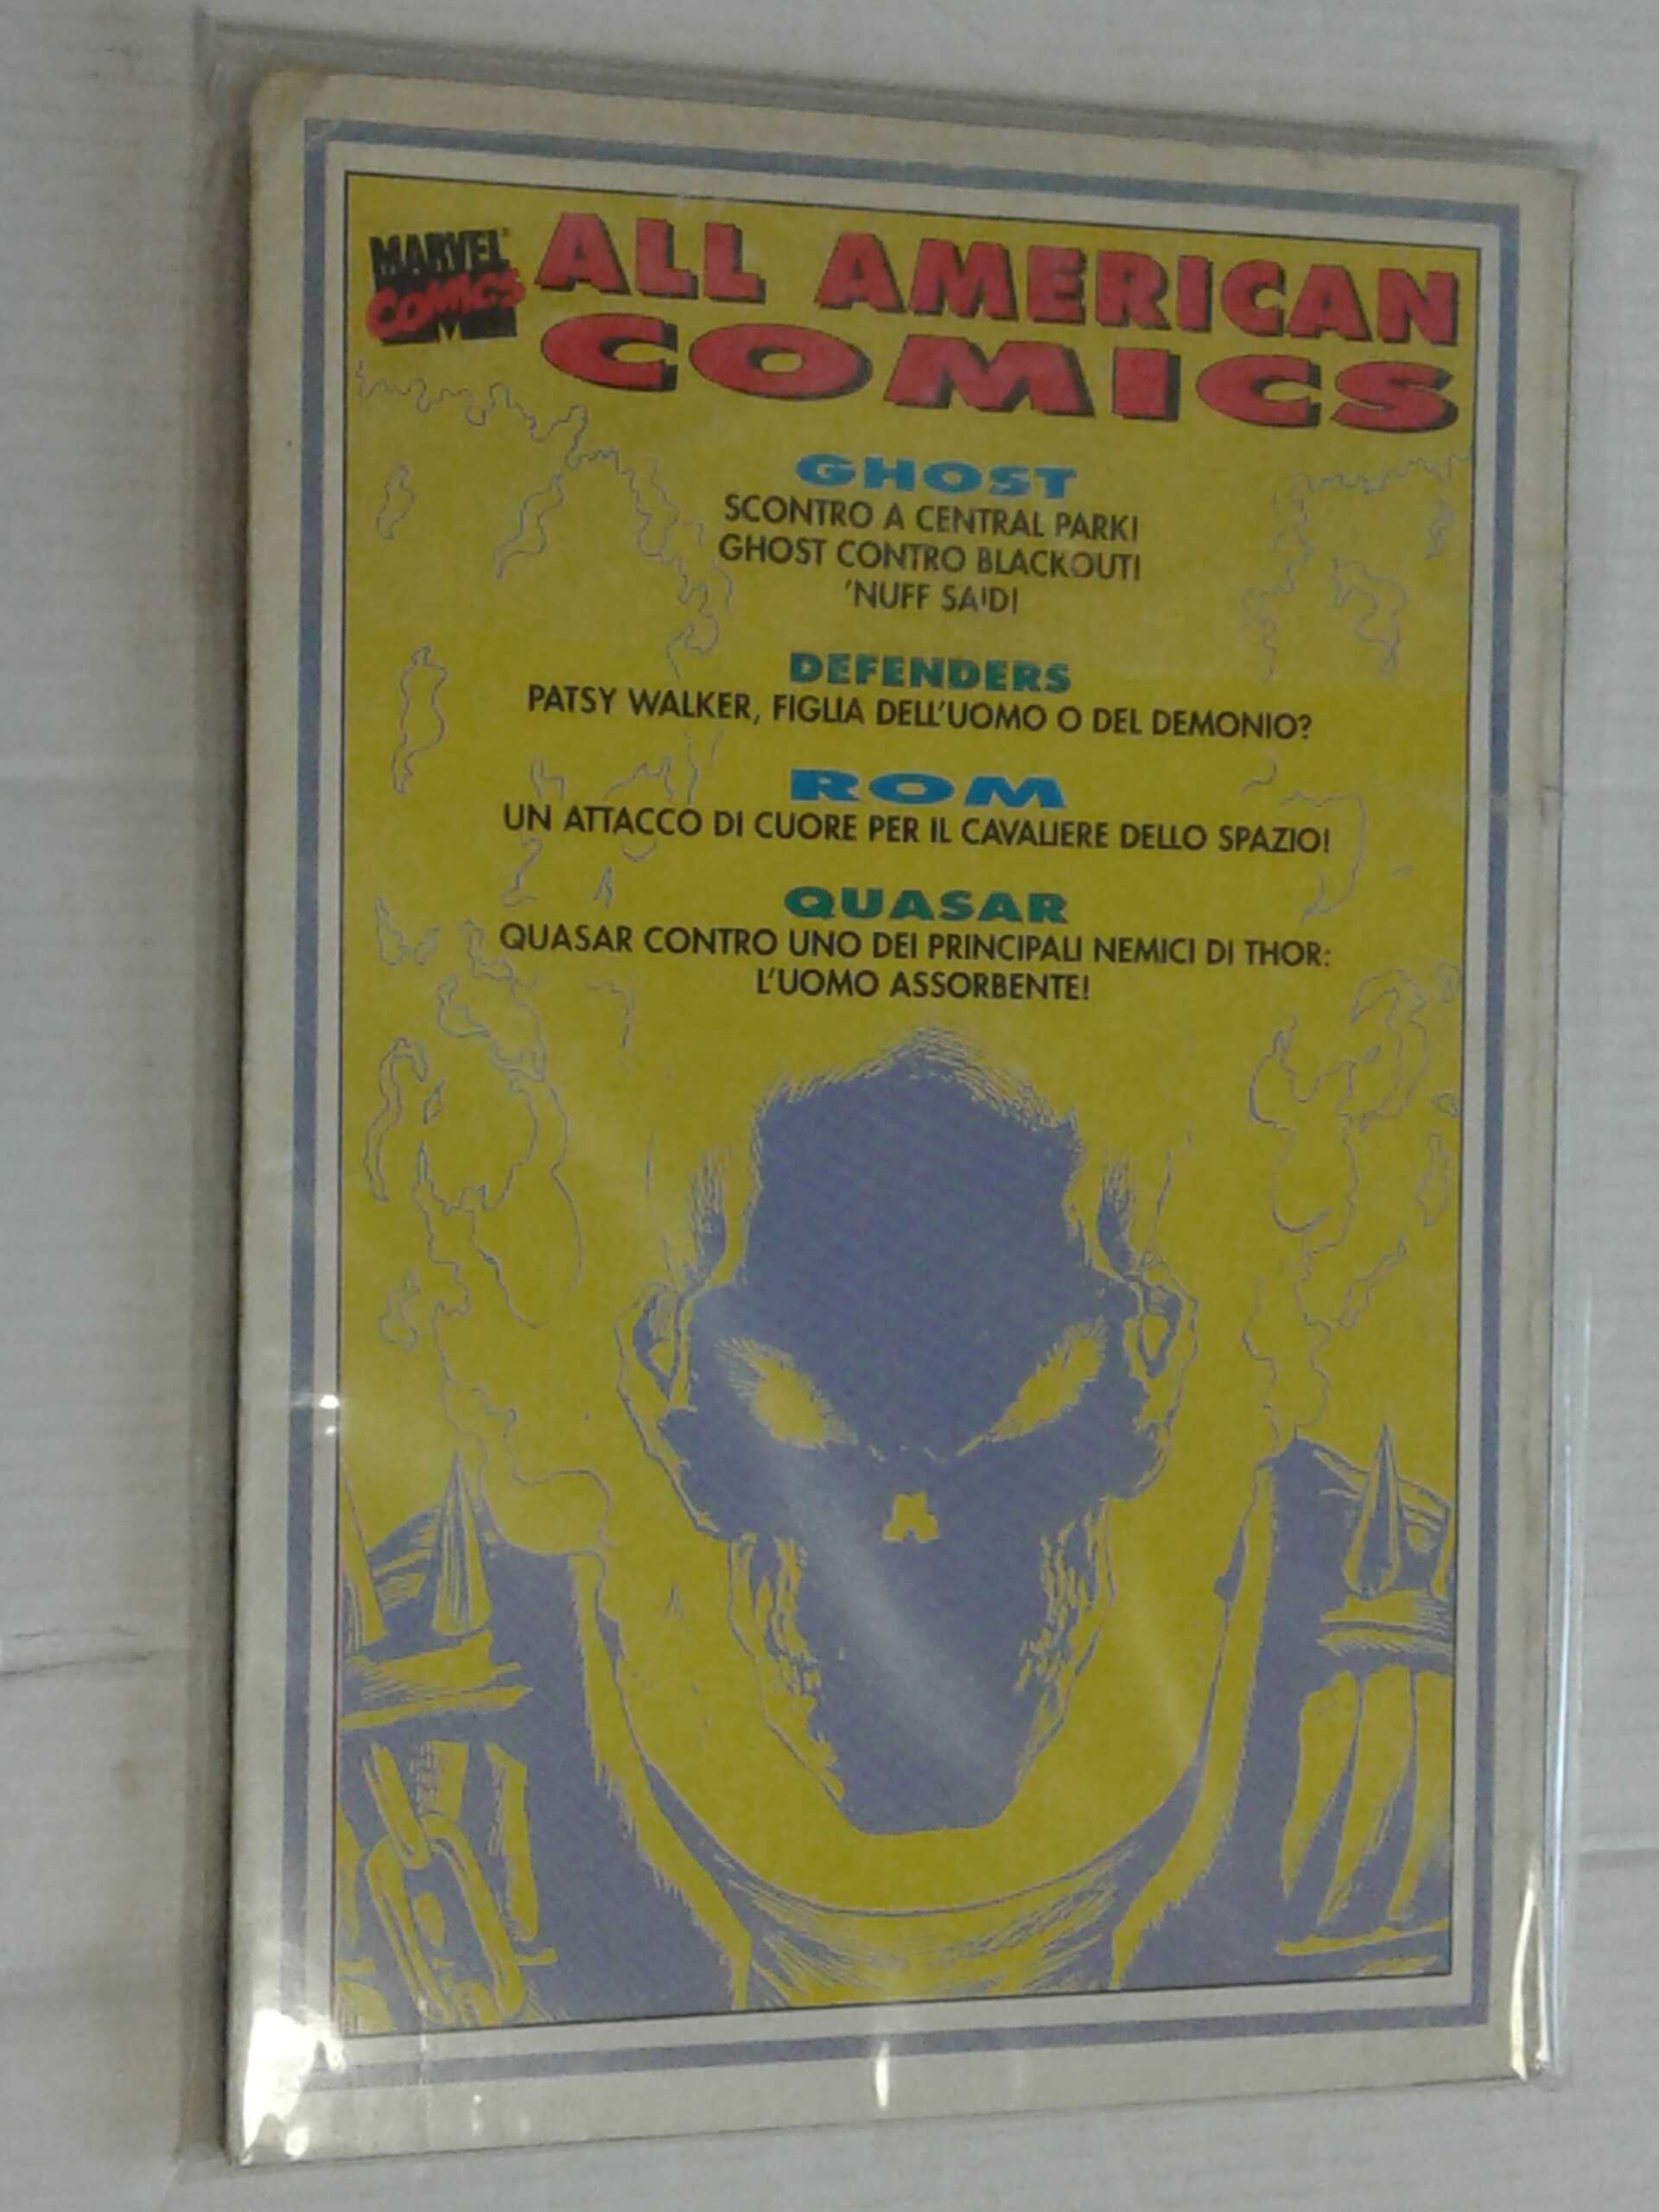 MARVEL
COMICS
ALL AMERICAN
COMICS
GHOST
SCONTRO A CENTRAL PARK!
GHOST CONTRO BLACKOUT!
'NUFF SAID!
DEFENDERS
PATSY WALKER, FIGLIA DELL'UOMO O DEL DEMONIO?
ROM
UN ATTACCO DI CUORE PER IL CAVALIERE DELLO SPAZIO!
QUASAR
QUASAR CONTRO UNO DEI PRINCIPALI NEMICI DI THOR:
L'UOMO ASSORBENTE!